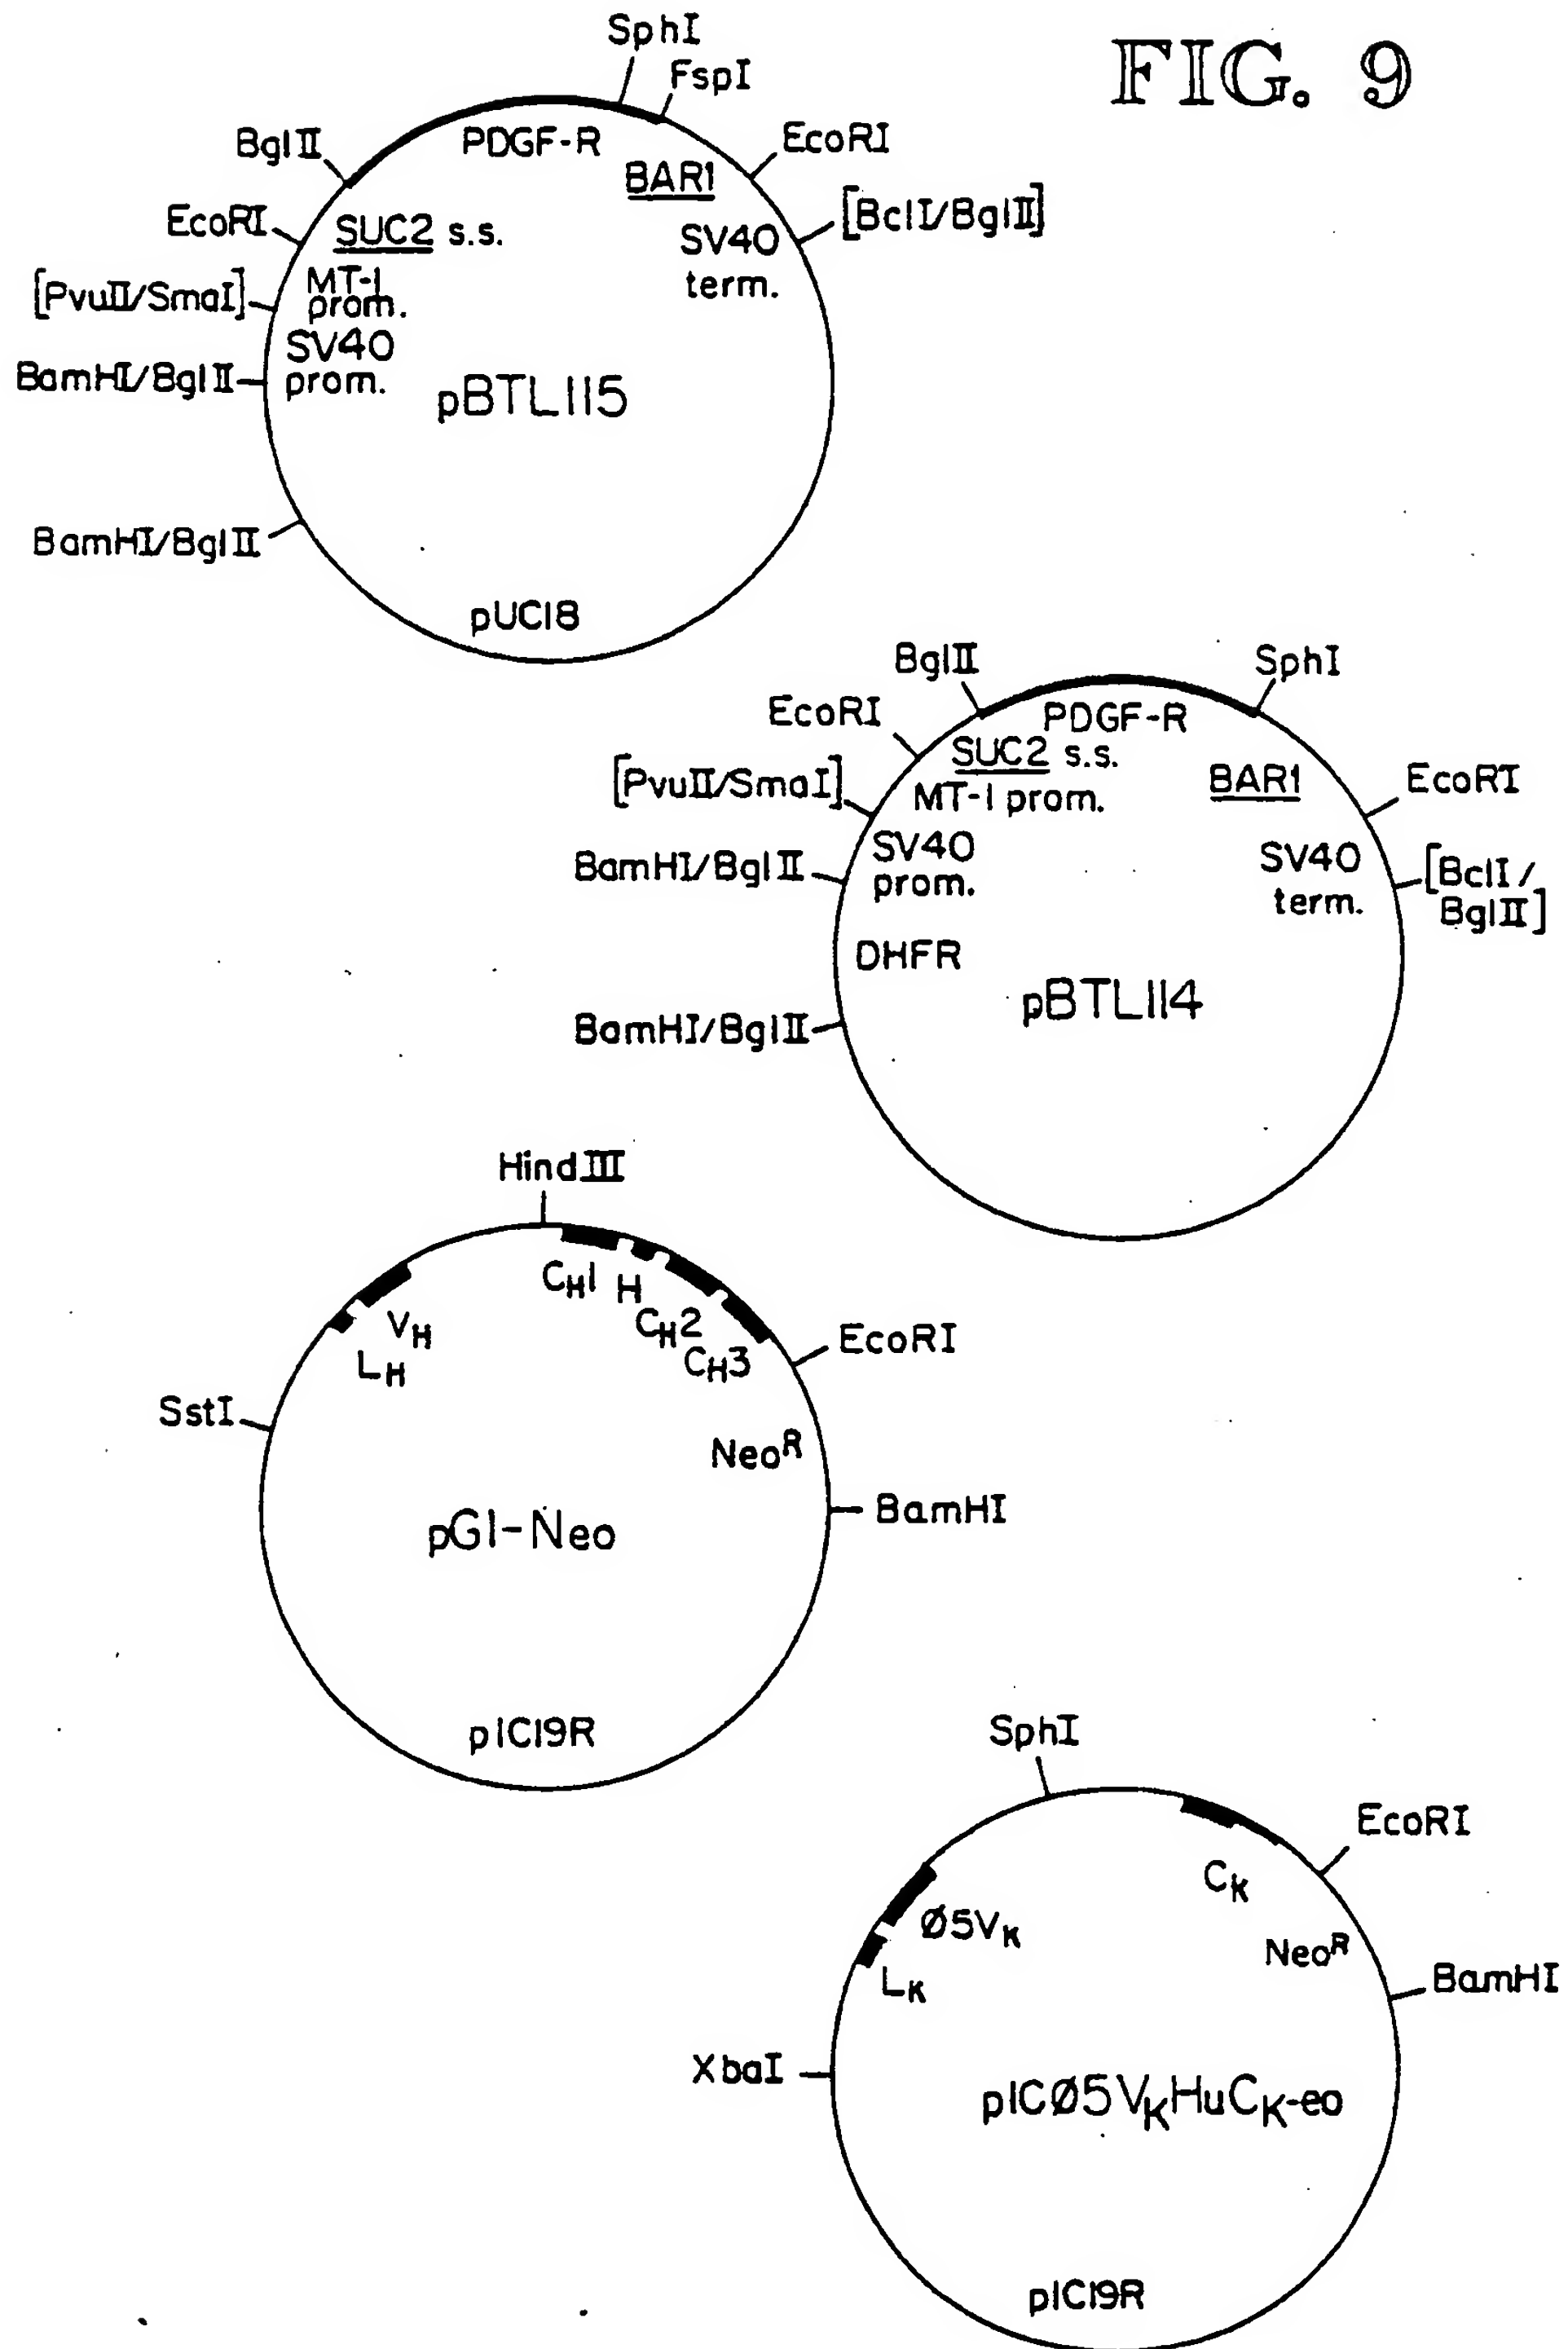 FIG. 9
SphI
FspI
BglII
PDGF-R
EcoRI
BAR1
[BclI/BglII]
EcoRI
SUC2 s.s.
SV40
term.
[PvuII/SmaI]
MT-1
prom.
SV40
prom.
BamHI/BglII
pBTL115
BamHI/BglII
pUC18
BglII
SphI
EcoRI
PDGF-R
SUC2 s.s.
[PvuII/SmaI]
MT-1 prom.
BAR1
EcoRI
SV40
prom.
BamHI/BglII
SV40
term.
[BclI/
BglII]
DHFR
pBTL114
BamHI/BglII
HindIII
CH1
H
CH2
CH3
VH
LH
EcoRI
SstI
NeoR
BamHI
pG1-Neo
pIC19R
SphI
EcoRI
CK
Ø5VK
LK
NeoR
BamHI
XbaI
pICØ5VKHuCK-eo
pIC19R